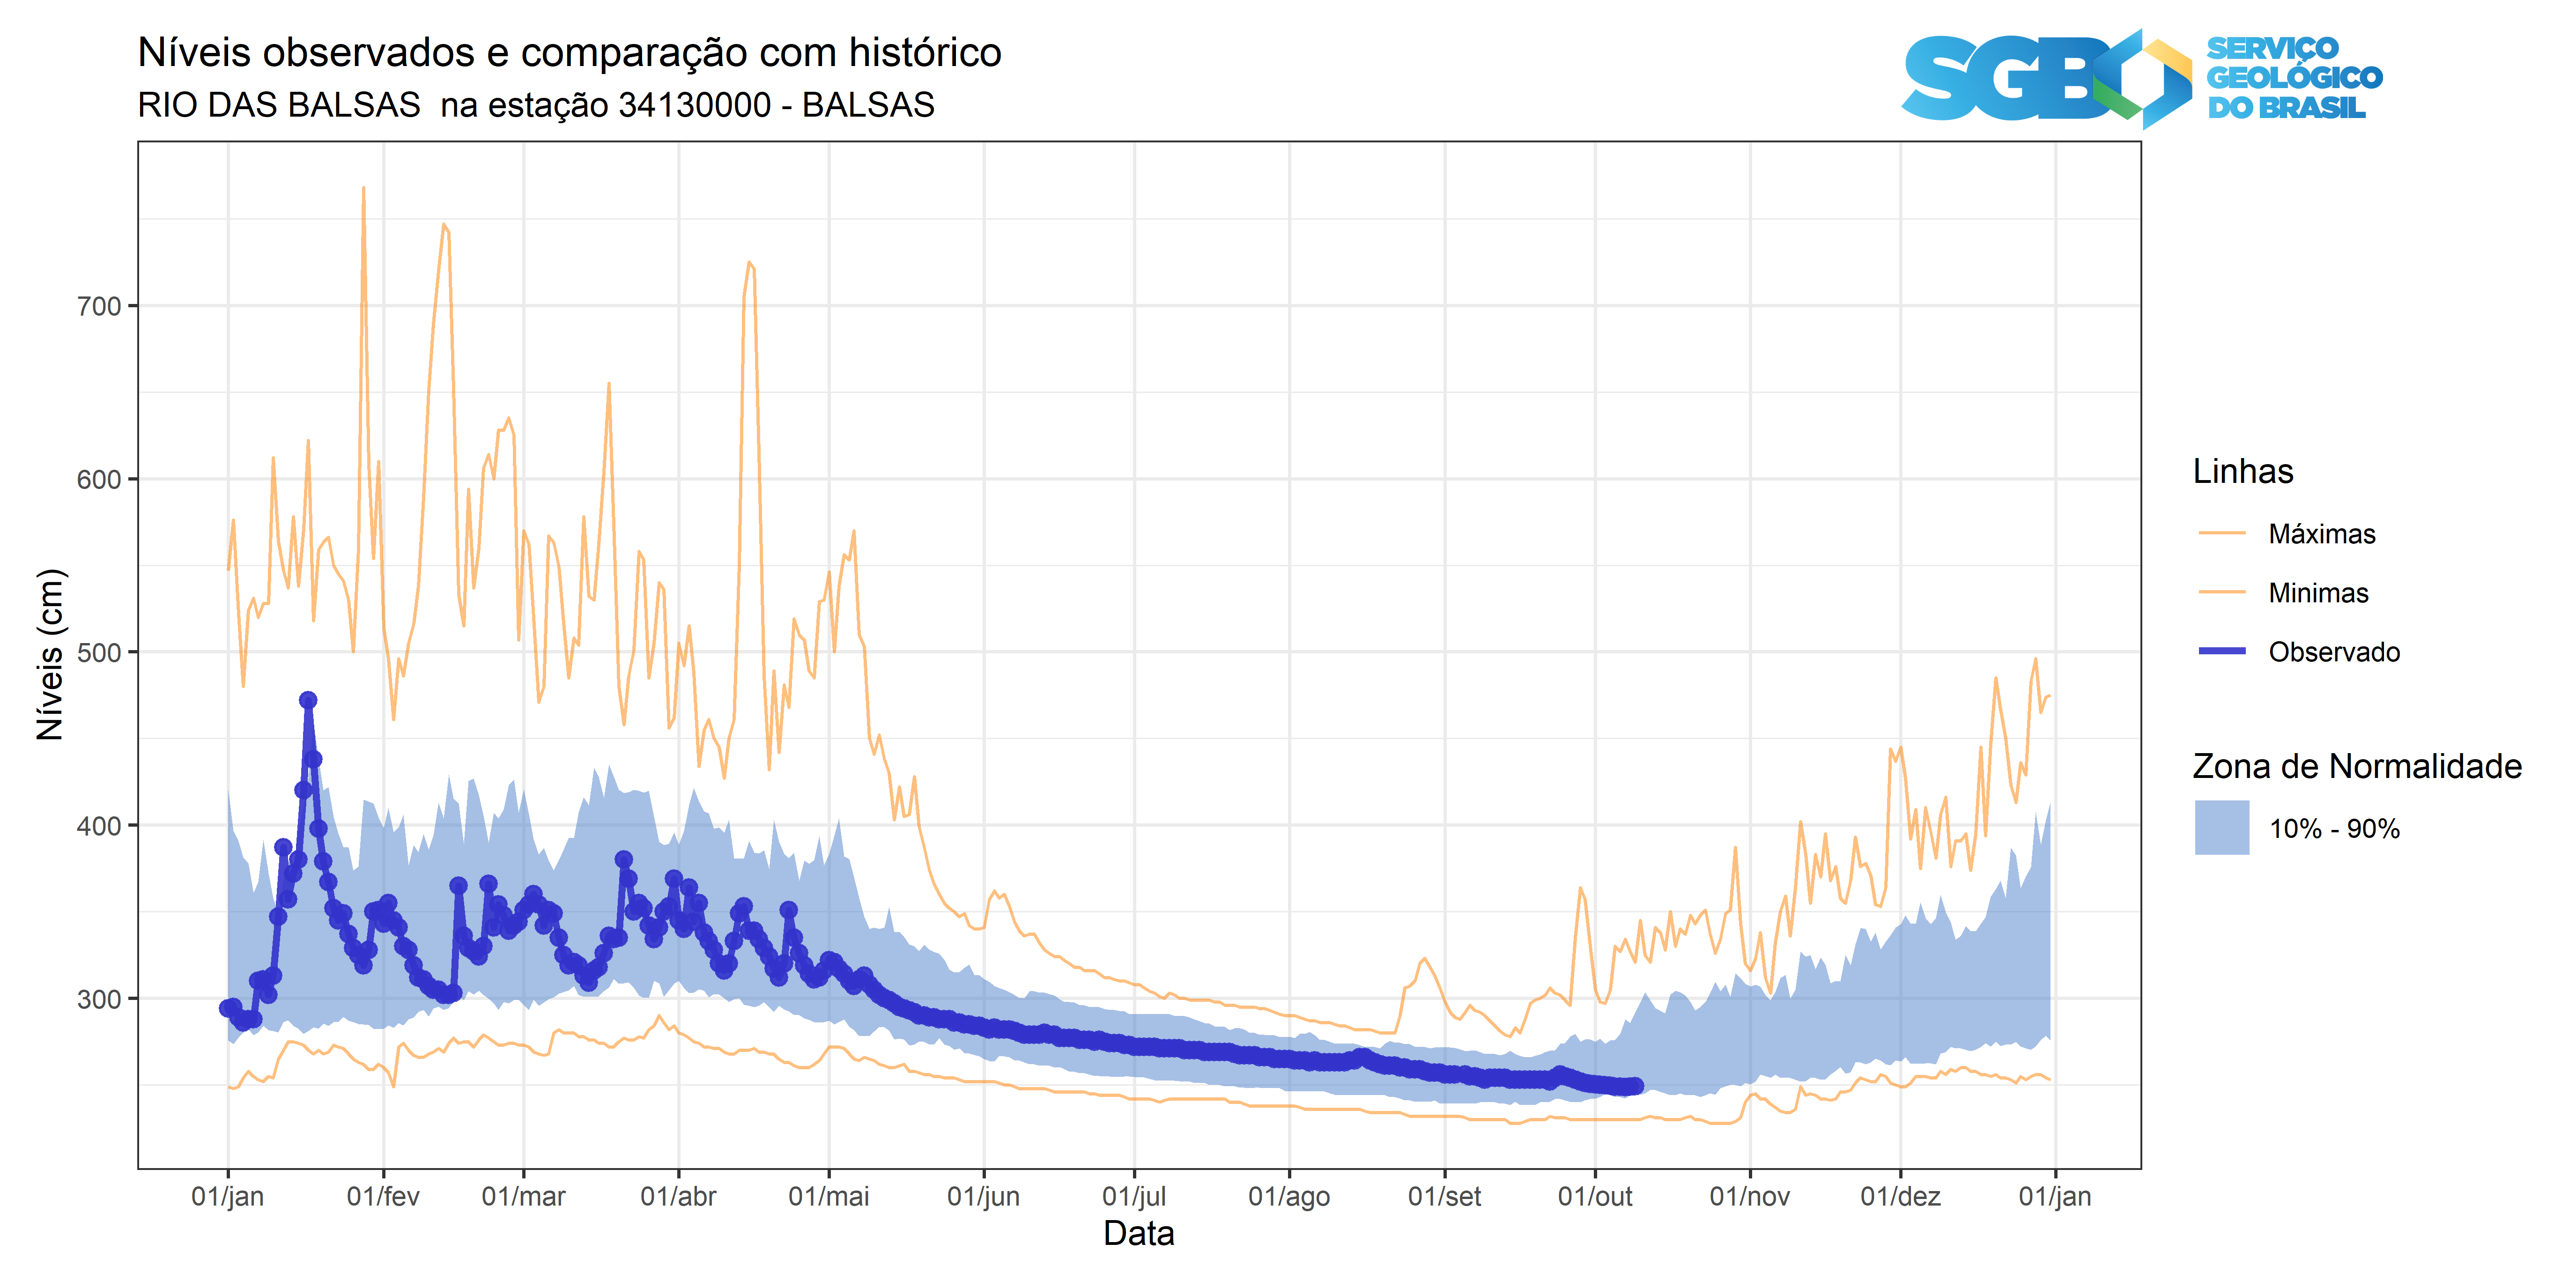 Níveis observados e comparação com histórico
RIO DAS BALSAS  na estação 34130000 - BALSAS
SGB
SERVIÇO
GEOLÓGICO
DO BRASIL
Níveis (cm)
700
600
500
400
300
01/jan
01/fev
01/mar
01/abr
01/mai
01/jun
01/jul
01/ago
01/set
01/out
01/nov
01/dez
01/jan
Data
Linhas
Máximas
Minimas
Observado
Zona de Normalidade
10% - 90%